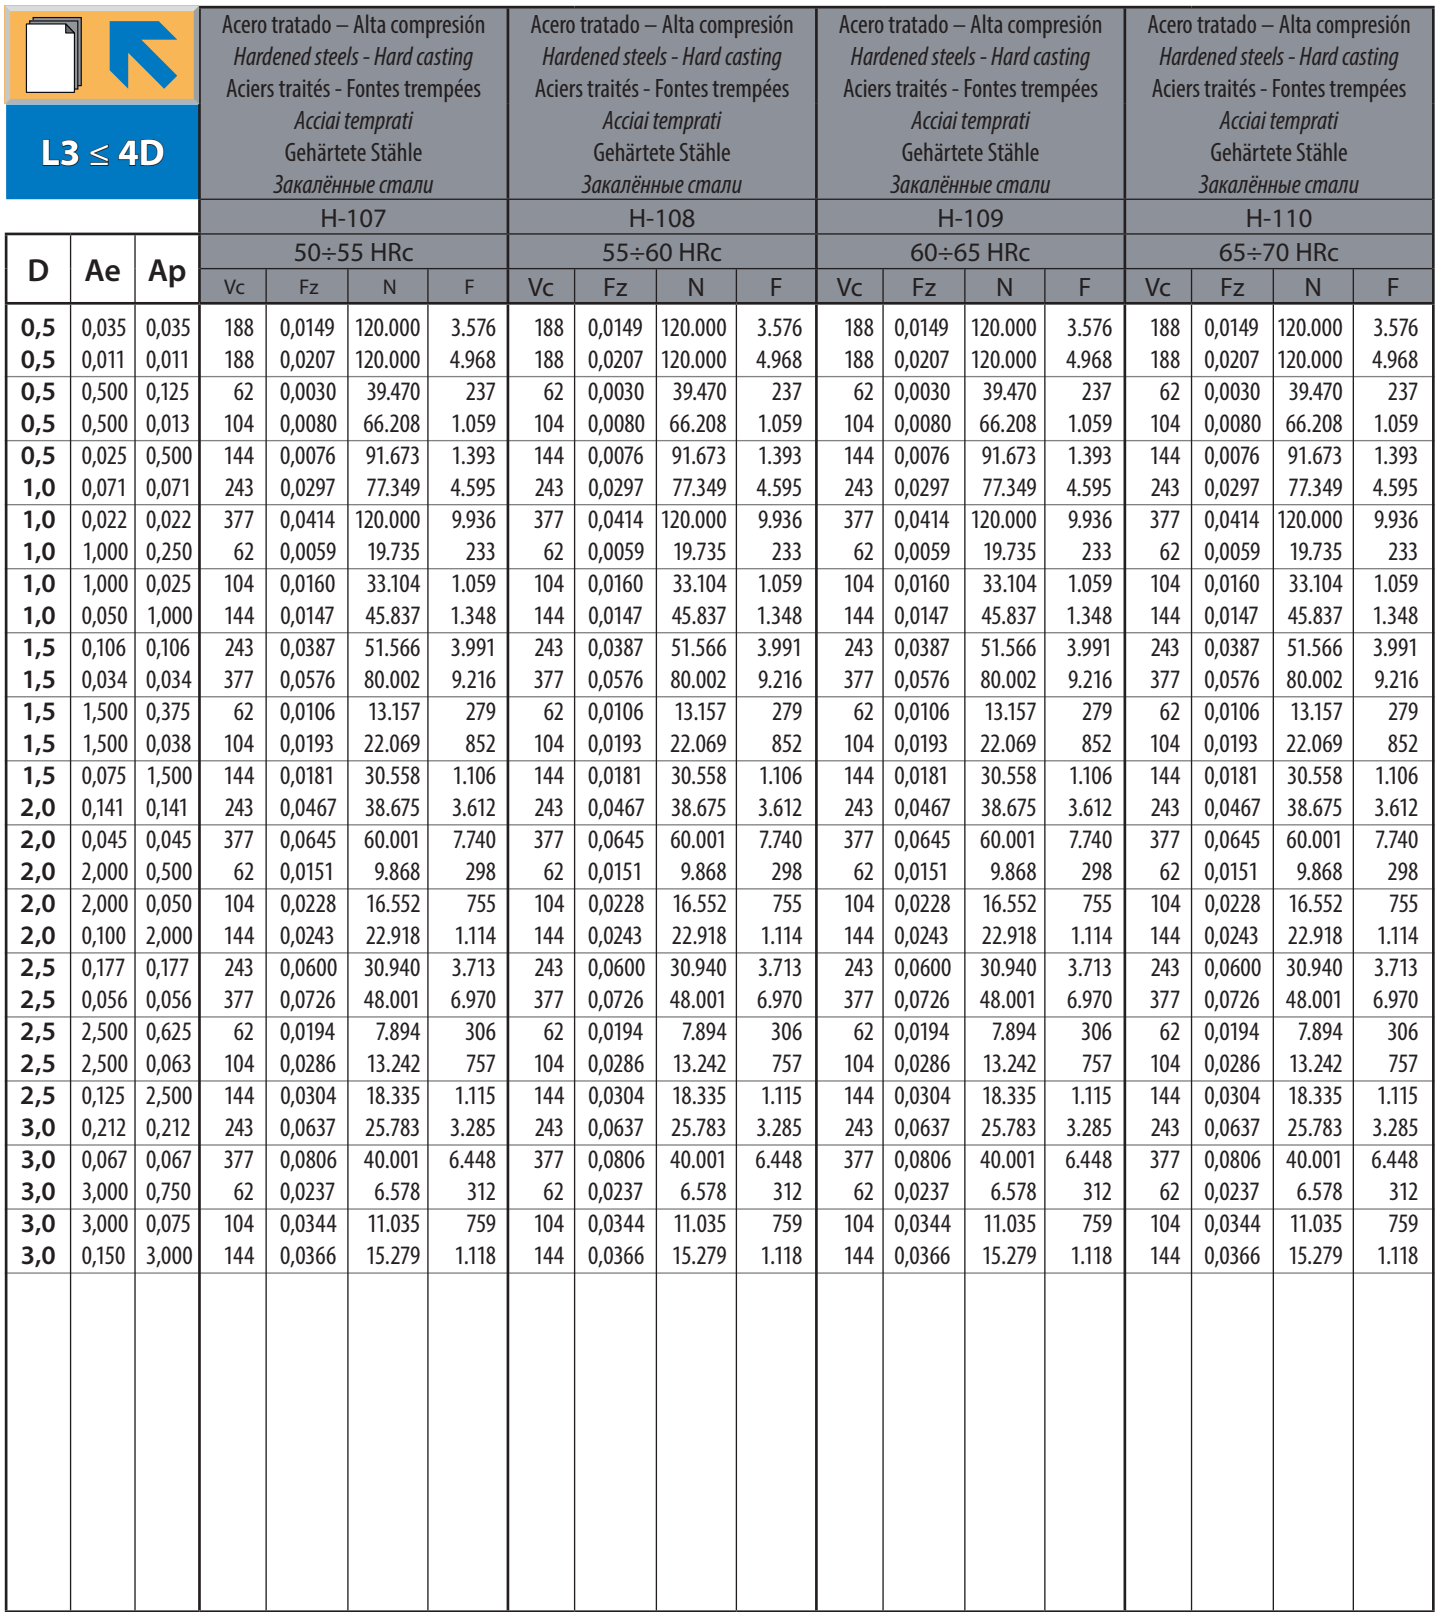 L3 ≤ 4D
Acero tratado – Alta compresión
Hardened steels - Hard casting
Aciers traités - Fontes trempées
Acciai temprati
Gehärtete Stähle
Закалённые стали
Acero tratado – Alta compresión
Hardened steels - Hard casting
Aciers traités - Fontes trempées
Acciai temprati
Gehärtete Stähle
Закалённые стали
Acero tratado – Alta compresión
Hardened steels - Hard casting
Aciers traités - Fontes trempées
Acciai temprati
Gehärtete Stähle
Закалённые стали
Acero tratado – Alta compresión
Hardened steels - Hard casting
Aciers traités - Fontes trempées
Acciai temprati
Gehärtete Stähle
Закалённые стали
H-107 H-108 H-109 H-110
50÷55 HRc 55÷60 HRc 60÷65 HRc 65÷70 HRc
D Ae Ap Vc Fz N F Vc Fz N F Vc Fz N F Vc Fz N F
0,5 0,035 0,035 188 0,0149 120.000 3.576 188 0,0149 120.000 3.576 188 0,0149 120.000 3.576 188 0,0149 120.000 3.576
0,5 0,011 0,011 188 0,0207 120.000 4.968 188 0,0207 120.000 4.968 188 0,0207 120.000 4.968 188 0,0207 120.000 4.968
0,5 0,500 0,125 62 0,0030 39.470 237 62 0,0030 39.470 237 62 0,0030 39.470 237 62 0,0030 39.470 237
0,5 0,500 0,013 104 0,0080 66.208 1.059 104 0,0080 66.208 1.059 104 0,0080 66.208 1.059 104 0,0080 66.208 1.059
0,5 0,025 0,500 144 0,0076 91.673 1.393 144 0,0076 91.673 1.393 144 0,0076 91.673 1.393 144 0,0076 91.673 1.393
1,0 0,071 0,071 243 0,0297 77.349 4.595 243 0,0297 77.349 4.595 243 0,0297 77.349 4.595 243 0,0297 77.349 4.595
1,0 0,022 0,022 377 0,0414 120.000 9.936 377 0,0414 120.000 9.936 377 0,0414 120.000 9.936 377 0,0414 120.000 9.936
1,0 1,000 0,250 62 0,0059 19.735 233 62 0,0059 19.735 233 62 0,0059 19.735 233 62 0,0059 19.735 233
1,0 1,000 0,025 104 0,0160 33.104 1.059 104 0,0160 33.104 1.059 104 0,0160 33.104 1.059 104 0,0160 33.104 1.059
1,0 0,050 1,000 144 0,0147 45.837 1.348 144 0,0147 45.837 1.348 144 0,0147 45.837 1.348 144 0,0147 45.837 1.348
1,5 0,106 0,106 243 0,0387 51.566 3.991 243 0,0387 51.566 3.991 243 0,0387 51.566 3.991 243 0,0387 51.566 3.991
1,5 0,034 0,034 377 0,0576 80.002 9.216 377 0,0576 80.002 9.216 377 0,0576 80.002 9.216 377 0,0576 80.002 9.216
1,5 1,500 0,375 62 0,0106 13.157 279 62 0,0106 13.157 279 62 0,0106 13.157 279 62 0,0106 13.157 279
1,5 1,500 0,038 104 0,0193 22.069 852 104 0,0193 22.069 852 104 0,0193 22.069 852 104 0,0193 22.069 852
1,5 0,075 1,500 144 0,0181 30.558 1.106 144 0,0181 30.558 1.106 144 0,0181 30.558 1.106 144 0,0181 30.558 1.106
2,0 0,141 0,141 243 0,0467 38.675 3.612 243 0,0467 38.675 3.612 243 0,0467 38.675 3.612 243 0,0467 38.675 3.612
2,0 0,045 0,045 377 0,0645 60.001 7.740 377 0,0645 60.001 7.740 377 0,0645 60.001 7.740 377 0,0645 60.001 7.740
2,0 2,000 0,500 62 0,0151 9.868 298 62 0,0151 9.868 298 62 0,0151 9.868 298 62 0,0151 9.868 298
2,0 2,000 0,050 104 0,0228 16.552 755 104 0,0228 16.552 755 104 0,0228 16.552 755 104 0,0228 16.552 755
2,0 0,100 2,000 144 0,0243 22.918 1.114 144 0,0243 22.918 1.114 144 0,0243 22.918 1.114 144 0,0243 22.918 1.114
2,5 0,177 0,177 243 0,0600 30.940 3.713 243 0,0600 30.940 3.713 243 0,0600 30.940 3.713 243 0,0600 30.940 3.713
2,5 0,056 0,056 377 0,0726 48.001 6.970 377 0,0726 48.001 6.970 377 0,0726 48.001 6.970 377 0,0726 48.001 6.970
2,5 2,500 0,625 62 0,0194 7.894 306 62 0,0194 7.894 306 62 0,0194 7.894 306 62 0,0194 7.894 306
2,5 2,500 0,063 104 0,0286 13.242 757 104 0,0286 13.242 757 104 0,0286 13.242 757 104 0,0286 13.242 757
2,5 0,125 2,500 144 0,0304 18.335 1.115 144 0,0304 18.335 1.115 144 0,0304 18.335 1.115 144 0,0304 18.335 1.115
3,0 0,212 0,212 243 0,0637 25.783 3.285 243 0,0637 25.783 3.285 243 0,0637 25.783 3.285 243 0,0637 25.783 3.285
3,0 0,067 0,067 377 0,0806 40.001 6.448 377 0,0806 40.001 6.448 377 0,0806 40.001 6.448 377 0,0806 40.001 6.448
3,0 3,000 0,750 62 0,0237 6.578 312 62 0,0237 6.578 312 62 0,0237 6.578 312 62 0,0237 6.578 312
3,0 3,000 0,075 104 0,0344 11.035 759 104 0,0344 11.035 759 104 0,0344 11.035 759 104 0,0344 11.035 759
3,0 0,150 3,000 144 0,0366 15.279 1.118 144 0,0366 15.279 1.118 144 0,0366 15.279 1.118 144 0,0366 15.279 1.118